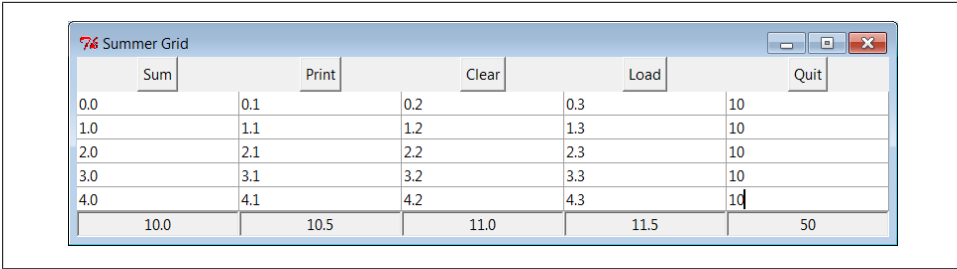 Summer Grid
Sum Print Clear Load Quit
0.0 0.1 0.2 0.3 10
1.0 1.1 1.2 1.3 10
2.0 2.1 2.2 2.3 10
3.0 3.1 3.2 3.3 10
4.0 4.1 4.2 4.3 10
10.0 10.5 11.0 11.5 50